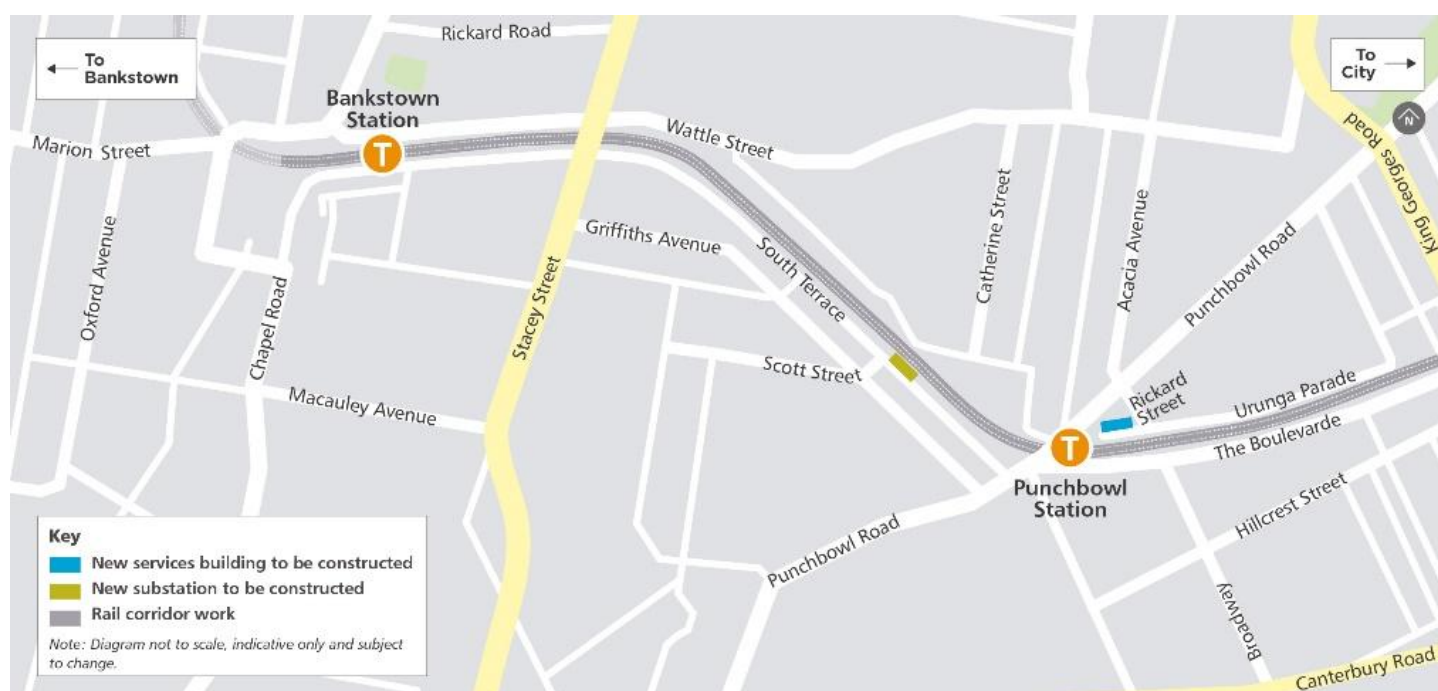 To
Bankstown
Rickard Road
To
City
Bankstown
Station
T
N
Marion Street
Wattle Street
King Georges Road
King
Oxford Avenue
Griffiths Avenue
South Terrace
Catherine Street
Acacia Avenue
Punchbowl Road
Chapel Road
Stacey Street
Scott Street
Macauley Avenue
Rickard
Street
Urunga Parade
The Boulevarde
T
Punchbowl
Station
Hillcrest Street
Punchbowl Road
Broadway
Canterbury Road
Key
New services building to be constructed
New substation to be constructed
Rail corridor work
Note: Diagram not to scale, indicative only and subject
to change.